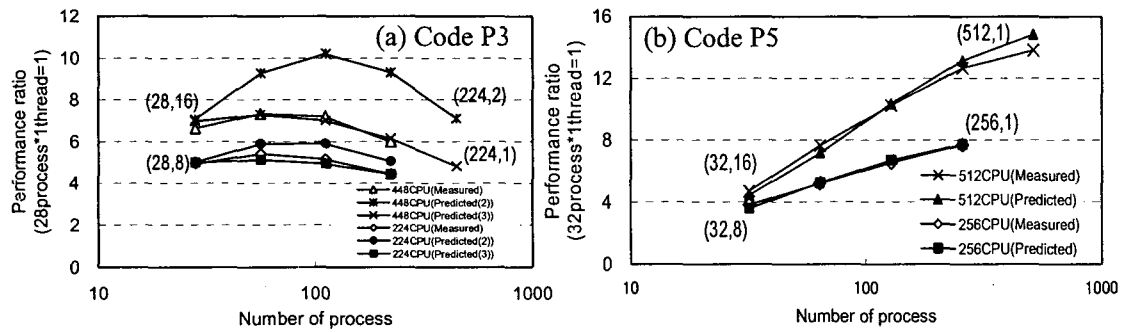 (a) Code P3
Performance ratio
(28process*1thread=1)
12
10
8
6
4
2
0
(28,16)
(28,8)
(224,2)
(224,1)
448CPU(Measured)
448CPU(Predicted(2))
448CPU(Predicted(3))
224CPU(Measured)
224CPU(Predicted(2))
224CPU(Predicted(3))
10
100
1000
Number of process
(b) Code P5
Performance ratio
(32process*1thread=1)
16
12
8
4
0
(512,1)
(256,1)
(32,16)
(32,8)
512CPU(Measured)
512CPU(Predicted)
256CPU(Measured)
256CPU(Predicted)
10
100
1000
Number of process